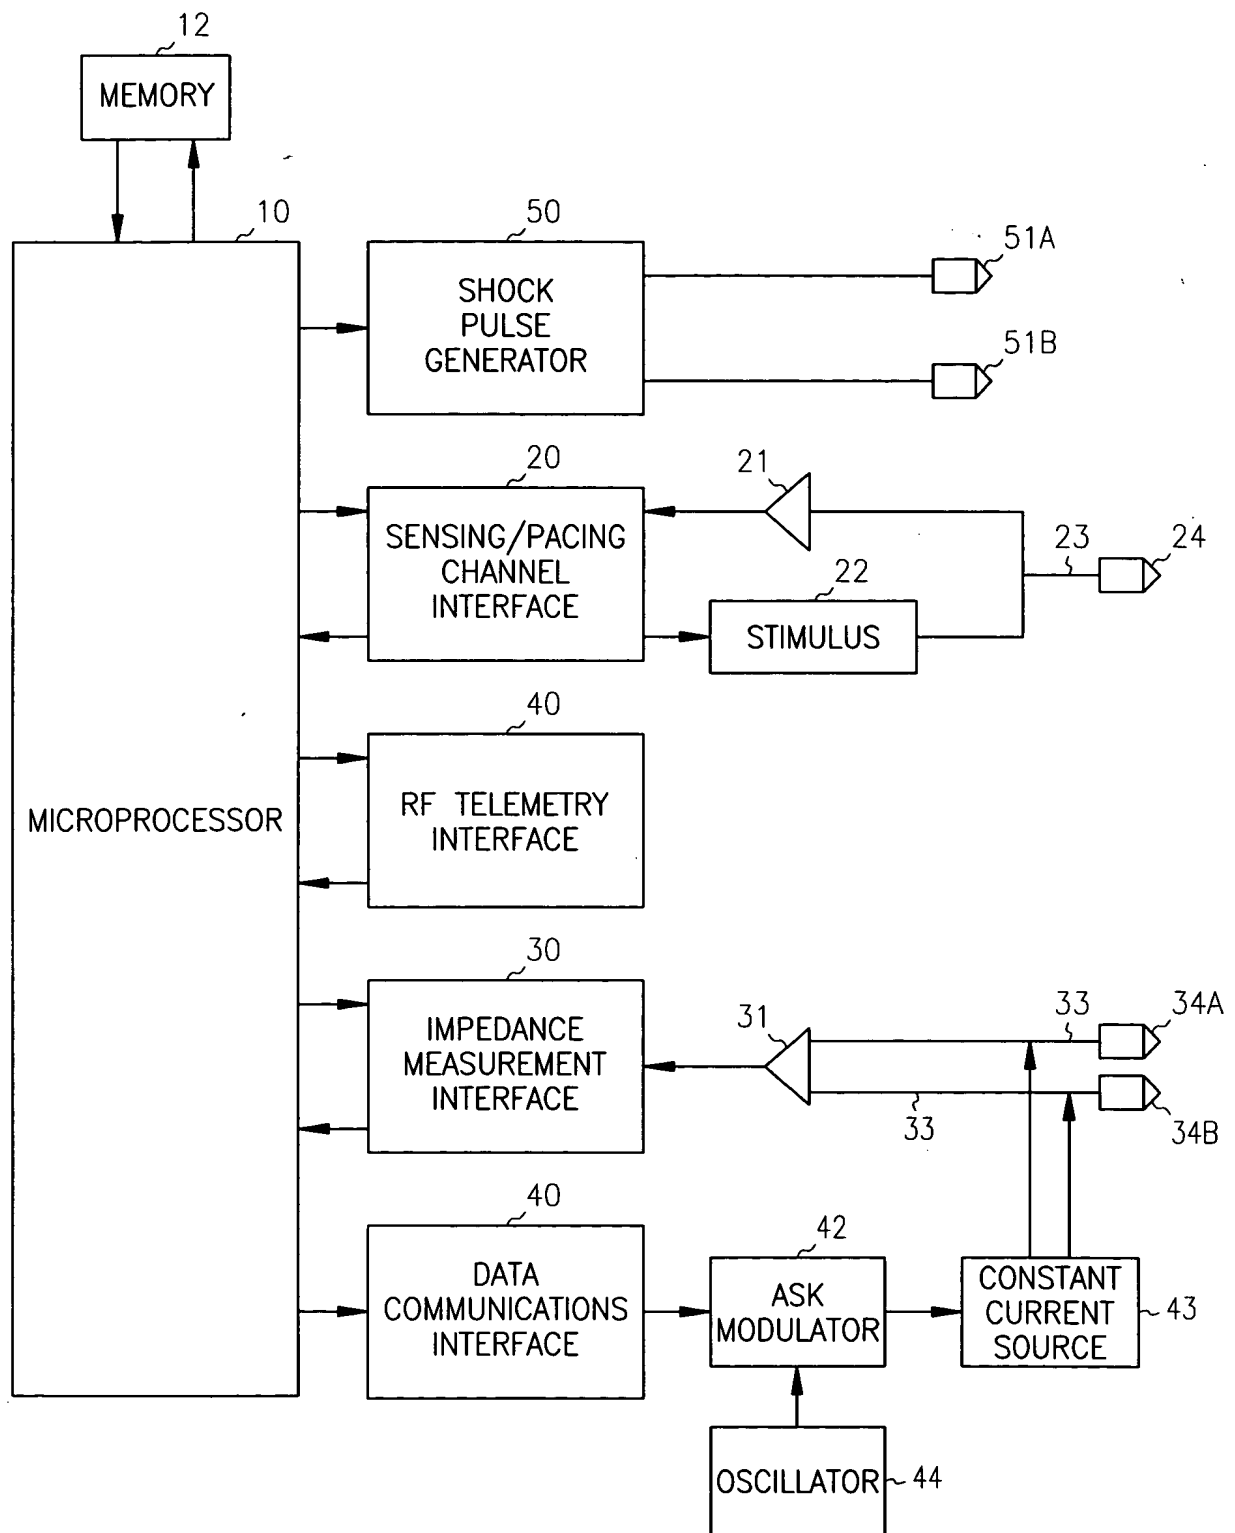 12
MEMORY
10
50
SHOCK
PULSE
GENERATOR
51A
51B
20
SENSING/PACING
CHANNEL
INTERFACE
21
22
STIMULUS
23
24
40
RF TELEMETRY
INTERFACE
MICROPROCESSOR
30
IMPEDANCE
MEASUREMENT
INTERFACE
31
33
34A
33
34B
40
DATA
COMMUNICATIONS
INTERFACE
42
ASK
MODULATOR
CONSTANT
CURRENT
SOURCE
43
OSCILLATOR
44